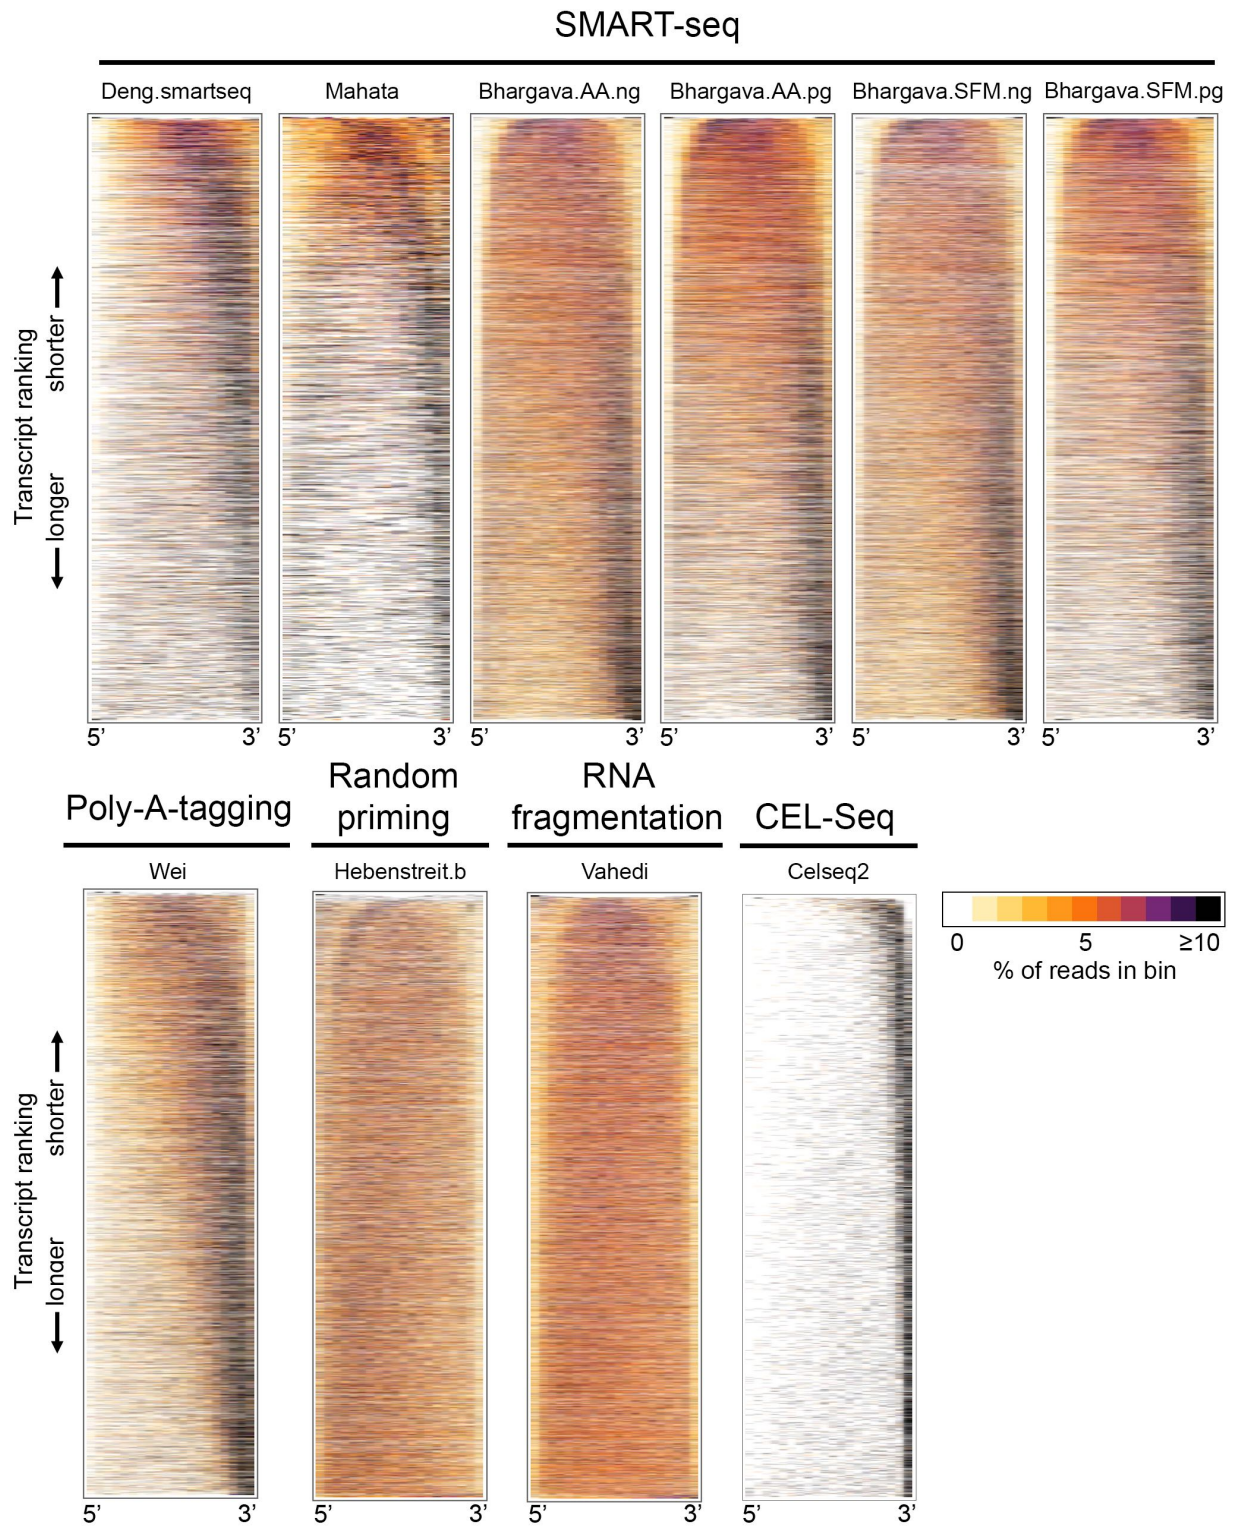 SMART-seq
Deng.smartseq Mahata Bhargava.AA.ng Bhargava.AA.pg Bhargava.SFM.ng Bhargava.SFM.pg
Transcript ranking
longer shorter
5’ 3’ 5’ 3’ 5’ 3’ 5’ 3’ 5’ 3’ 5’ 3’
Poly-A-tagging
Random
priming
RNA
fragmentation
CEL-Seq
Wei Hebenstreit.b Vahedi Celseq2
0 5 ≥10
% of reads in bin
Transcript ranking
longer shorter
5’ 3’ 5’ 3’ 5’ 3’ 5’ 3’